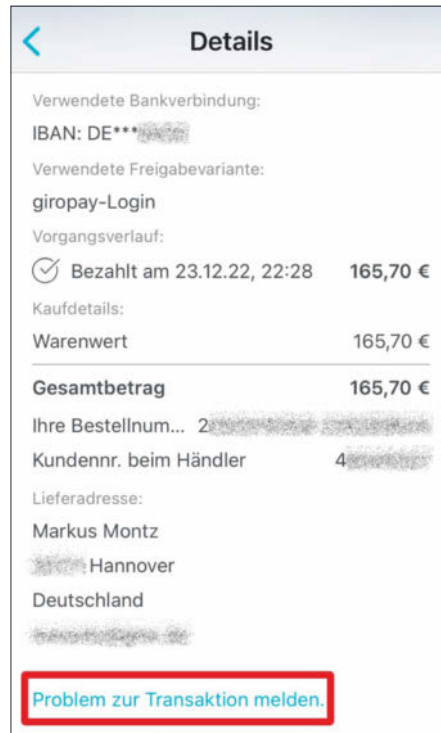 Details
Verwendete Bankverbindung:
IBAN: DE***
Verwendete Freigabevariante:
giropay-Login
Vorgangsverlauf:
Bezahlt am 23.12.22, 22:28 165,70 €
Kaufdetails:
Warenwert 165,70 €
Gesamtbetrag 165,70 €
Ihre Bestellnum... 2
Kundennr. beim Händler 4
Lieferadresse:
Markus Montz
Hannover
Deutschland
Problem zur Transaktion melden.